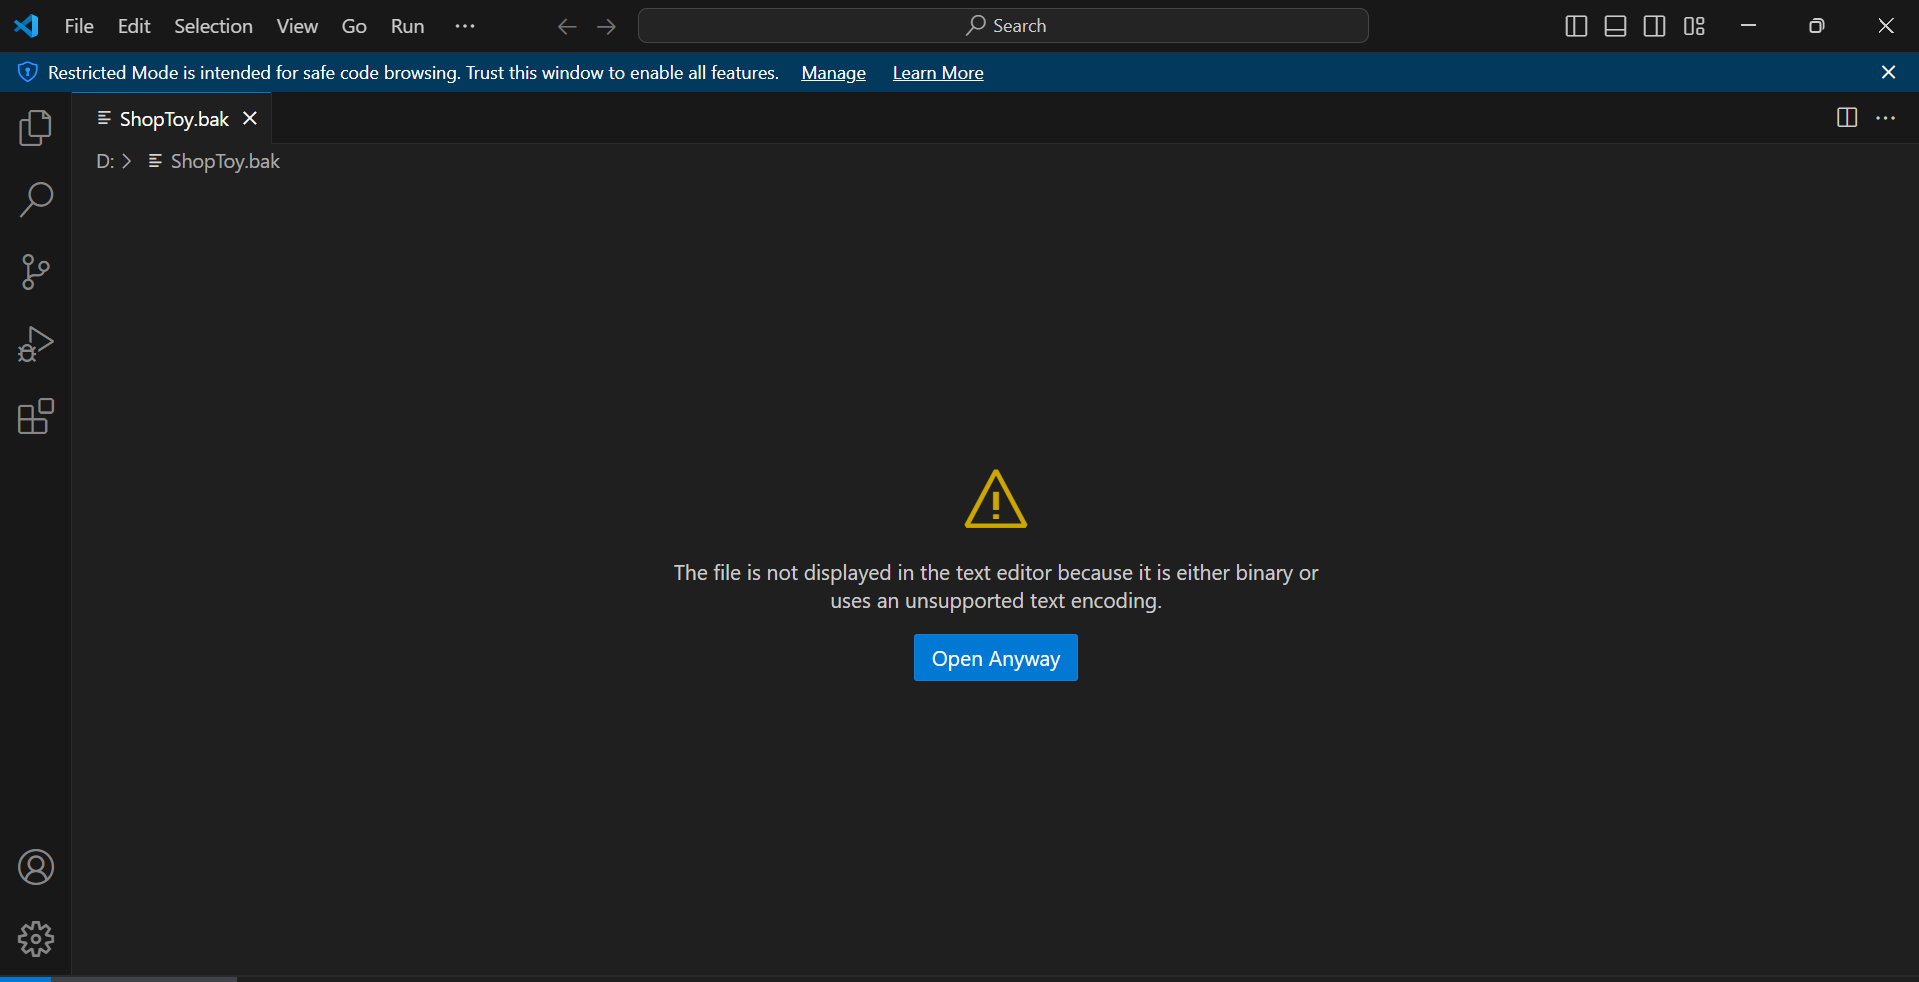 File Edit Selection View Go Run ··· Search
Restricted Mode is intended for safe code browsing. Trust this window to enable all features. Manage Learn More
ShopToy.bak
D: > ShopToy.bak
The file is not displayed in the text editor because it is either binary or
uses an unsupported text encoding.
Open Anyway